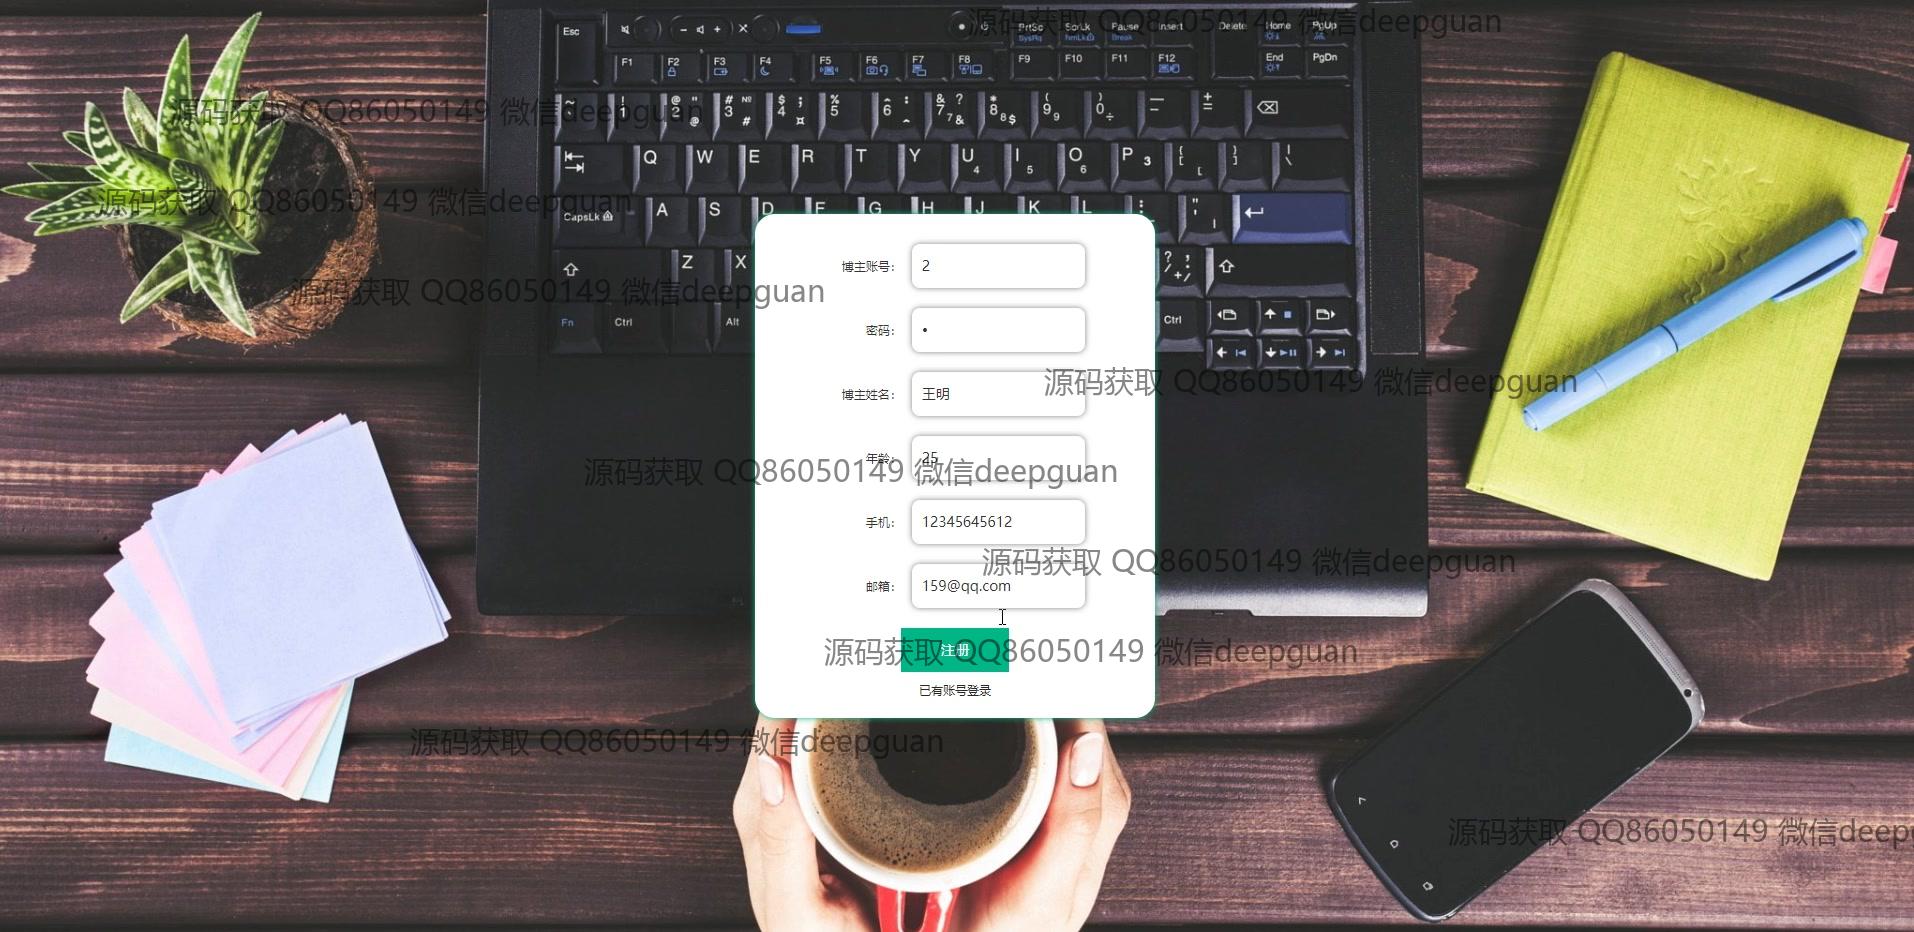 源码获取 QQ86050149 微信deepguan
源码获取 QQ86050149 微信deepguan
源码获取 QQ86050149 微信deepguan
源码获取 QQ86050149 微信deepguan
源码获取 QQ86050149 微信deepguan
源码获取 QQ86050149 微信deepguan
源码获取 QQ86050149 微信deepguan
源码获取 QQ86050149 微信deepguan
源码获取 QQ86050149 微信deepguan
源码获取 QQ86050149 微信deep
Esc
PrtSc ScrLk Pause Insert Delete Home PgUp
SysRq NmLk Break
F1 F2 F3 F4 F5 F6 F7 F8 F9 F10 F11 F12 End PgDn
Q W E R T Y U I O P
CapsLk A S D F G H J K L
Z X
Fn Ctrl Alt Ctrl
博主账号： 2
密码： •
博主姓名： 王明
年龄： 25
手机： 12345645612
邮箱： 159@qq.com
注册
已有账号登录